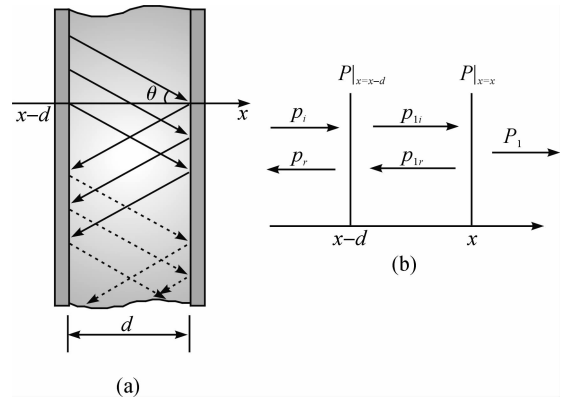 θ
x–d
x
d
(a)
P|x=x–d
P|x=x
pi
p1i
P1
pr
p1r
x–d
x
(b)